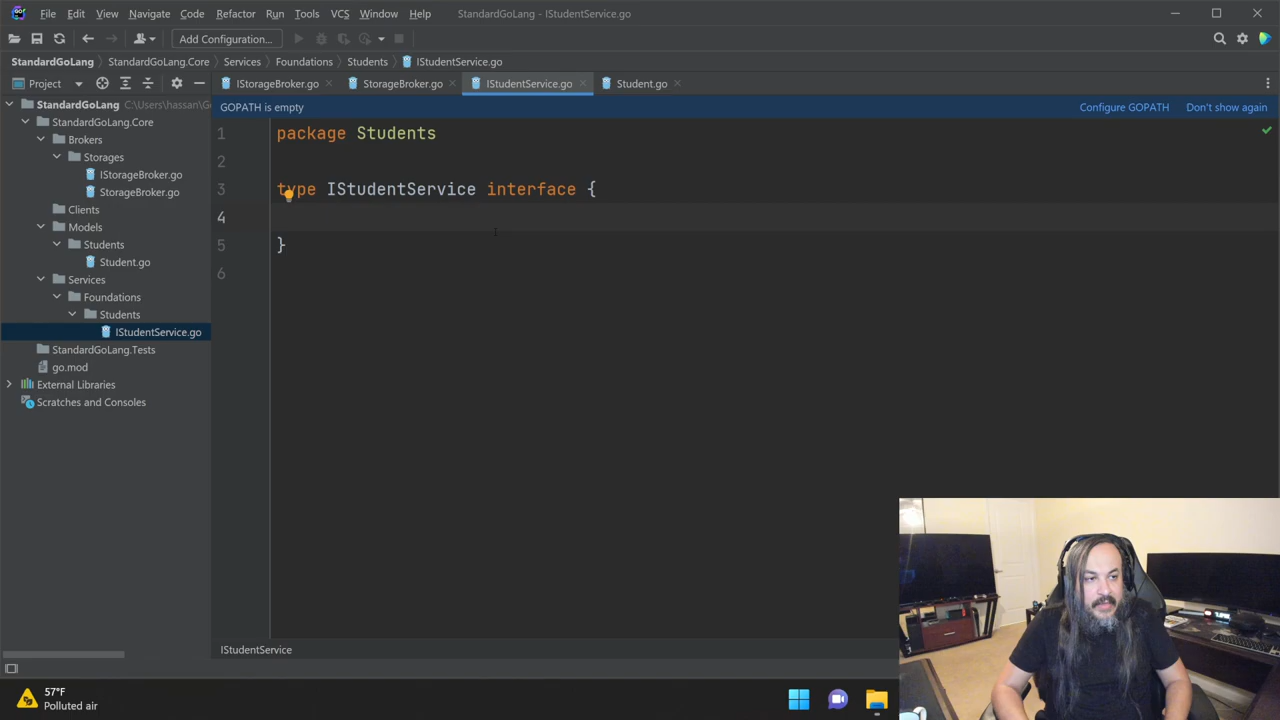 GO File Edit View Navigate Code Refactor Run Tools VCS Window Help StandardGoLang - IStudentService.go
Add Configuration...
StandardGoLang StandardGoLang.Core Services Foundations Students IStudentService.go
Project IStorageBroker.go StorageBroker.go IStudentService.go Student.go
StandardGoLang C:\Users\hassan\G
GOPATH is empty Configure GOPATH Don't show again
StandardGoLang.Core
Brokers
Storages
IStorageBroker.go
StorageBroker.go
Clients
Models
Students
Student.go
Services
Foundations
Students
IStudentService.go
StandardGoLang.Tests
go.mod
External Libraries
Scratches and Consoles
1 package Students
2
3 type IStudentService interface {
4
5 }
6
IStudentService
57°F
Polluted air